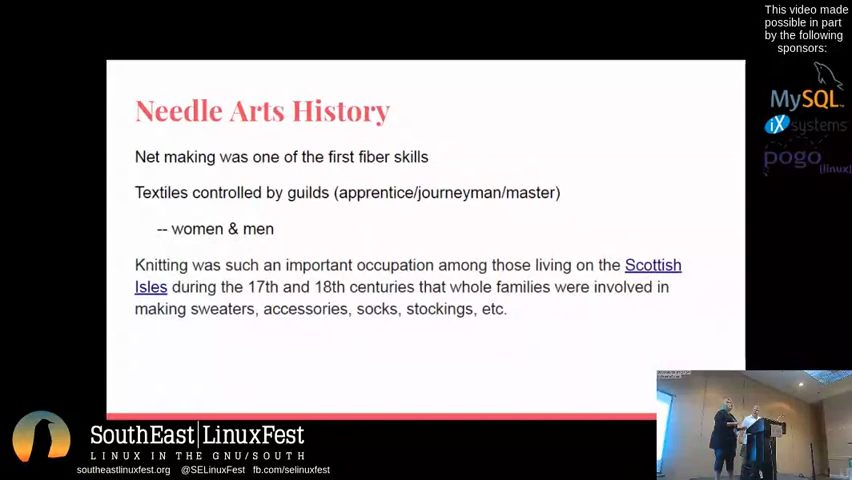 This video made
possible in part
by the following
sponsors:
MySQL
iXsystems
pogo
[linux]
Needle Arts History
Net making was one of the first fiber skills
Textiles controlled by guilds (apprentice/journeyman/master)
-- women & men
Knitting was such an important occupation among those living on the Scottish
Isles during the 17th and 18th centuries that whole families were involved in
making sweaters, accessories, socks, stockings, etc.
SouthEast|LinuxFest
LINUX IN THE GNU/SOUTH
southeastlinuxfest.org @SELinuxFest fb.com/selinuxfest